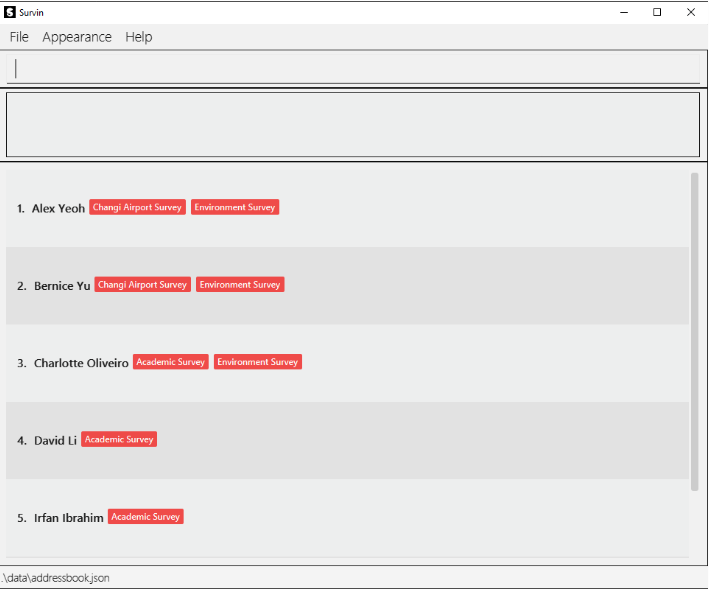 Survin
File Appearance Help
1. Alex Yeoh Changi Airport Survey Environment Survey
2. Bernice Yu Changi Airport Survey Environment Survey
3. Charlotte Oliveiro Academic Survey Environment Survey
4. David Li Academic Survey
5. Irfan Ibrahim Academic Survey
.\data\addressbook.json